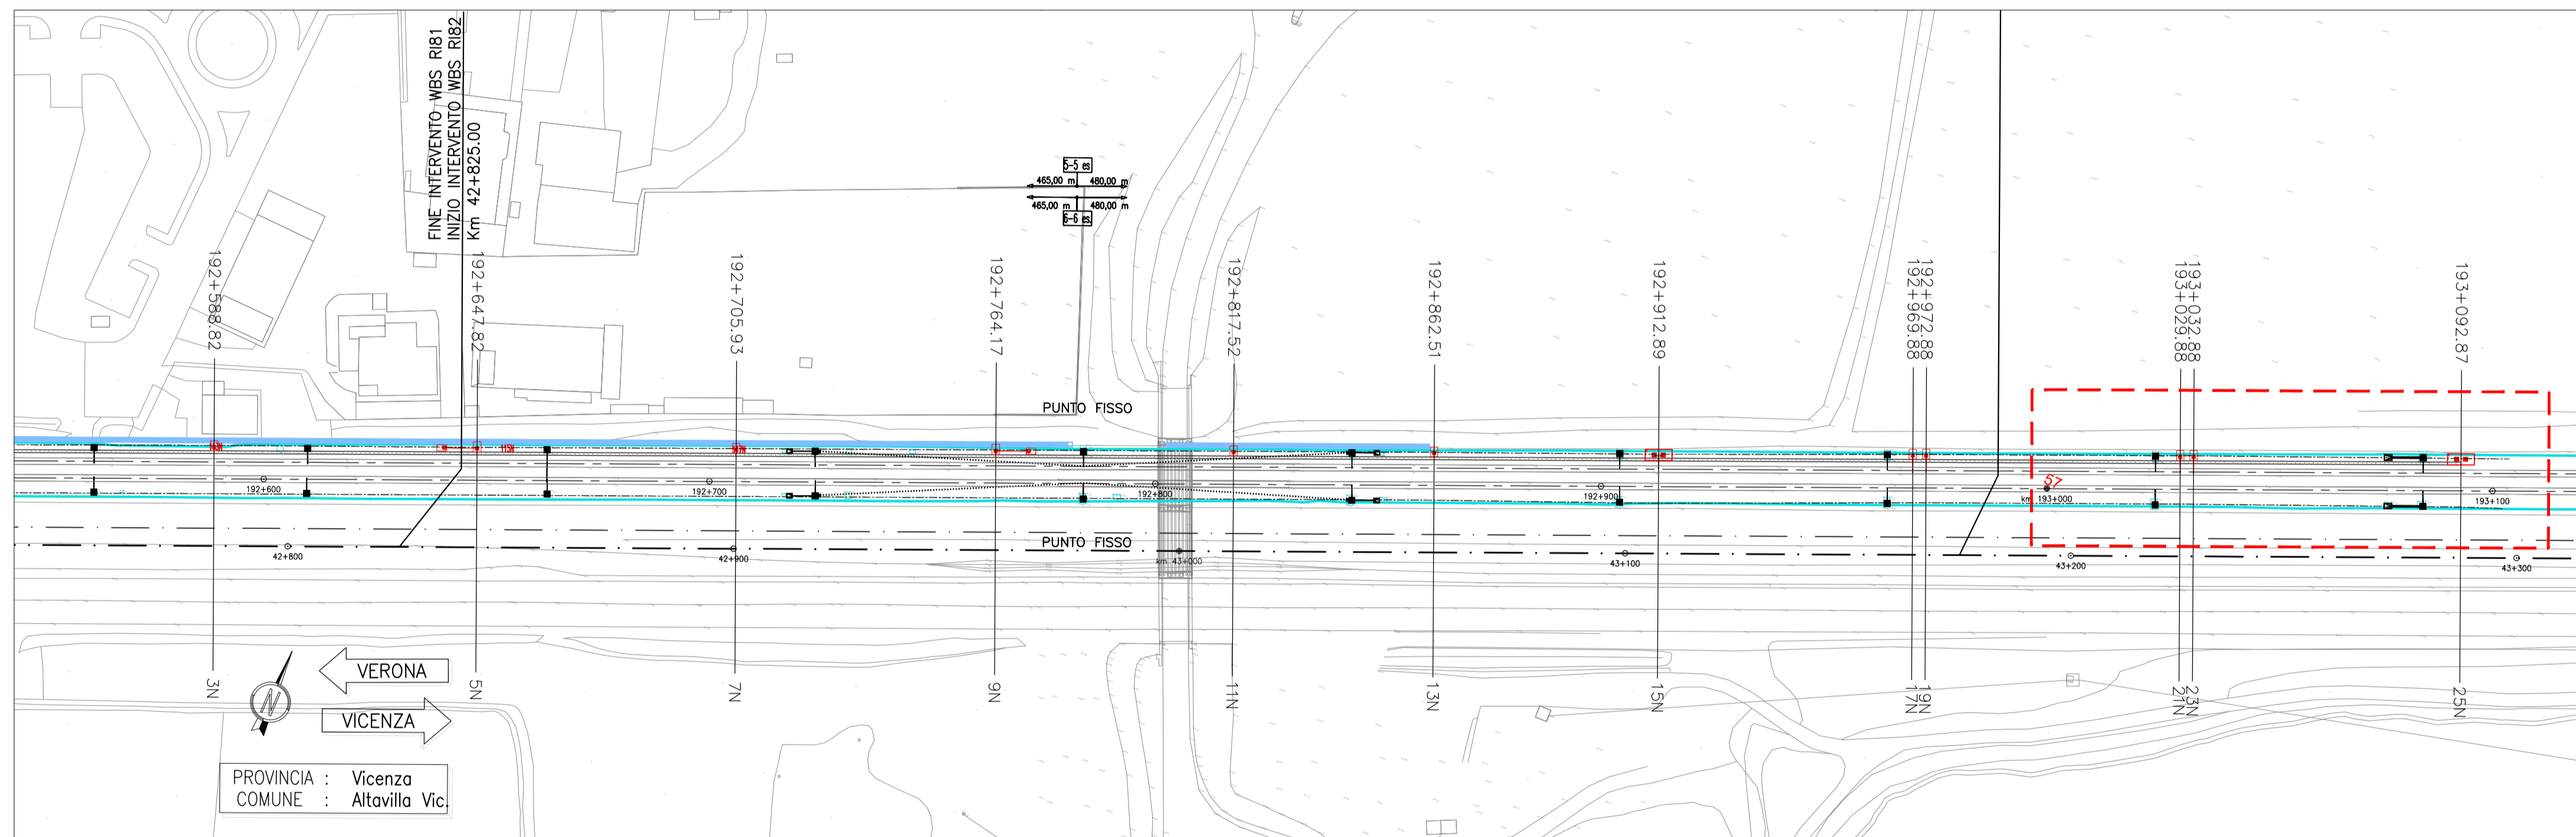 FINE INTERVENTO WBS RI81
INIZIO INTERVENTO WBS RI82
Km 42+825.00
5-5 es
465,00 m 480,00 m
465,00 m 480,00 m
6-6 es.
192+588.82
192+647.82
192+705.93
192+764.17
192+817.52
192+862.51
192+912.89
192+969.88
192+972.88
193+029.88
193+032.88
193+092.87
PUNTO FISSO
57
192+600
192+700
192+800
192+900
km 193+000
193+100
PUNTO FISSO
42+800
42+900
km 43+000
43+100
43+200
43+300
3N
5N
7N
9N
11N
13N
15N
17N
19N
21N
23N
25N
VERONA
N
VICENZA
PROVINCIA : Vicenza
COMUNE : Altavilla Vic.